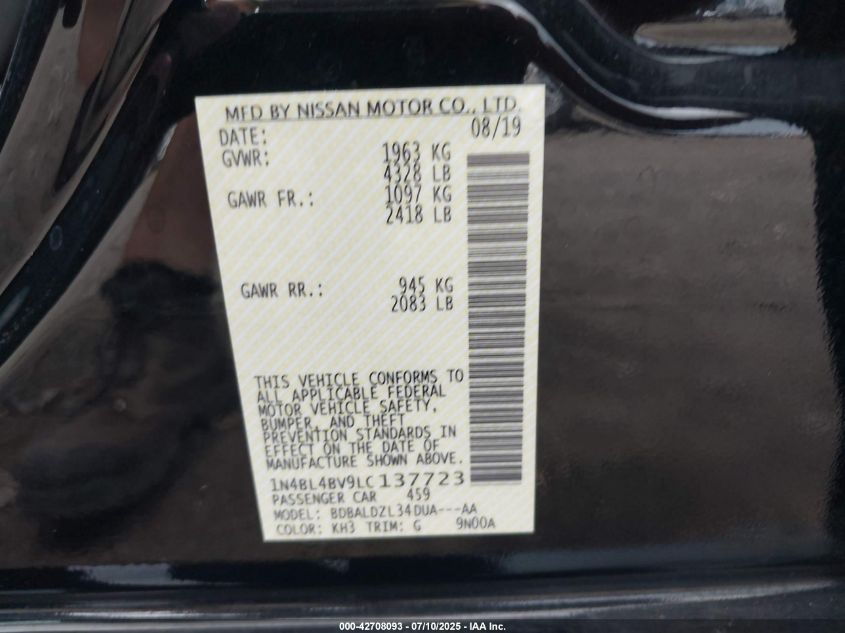 MFD BY NISSAN MOTOR CO., LTD.
DATE: 08/19
GVWR: 1963 KG
4328 LB
GAWR FR.: 1097 KG
2418 LB
GAWR RR.: 945 KG
2083 LB
THIS VEHICLE CONFORMS TO
ALL APPLICABLE FEDERAL
MOTOR VEHICLE SAFETY,
BUMPER, AND THEFT
PREVENTION STANDARDS IN
EFFECT ON THE DATE OF
MANUFACTURE SHOWN ABOVE.
1N4BL4BV9LC137723
PASSENGER CAR 459
MODEL: BDBALDZL34DUA---AA
COLOR: KH3 TRIM: G 9N00A
000-42708093 - 07/10/2025 - IAA Inc.